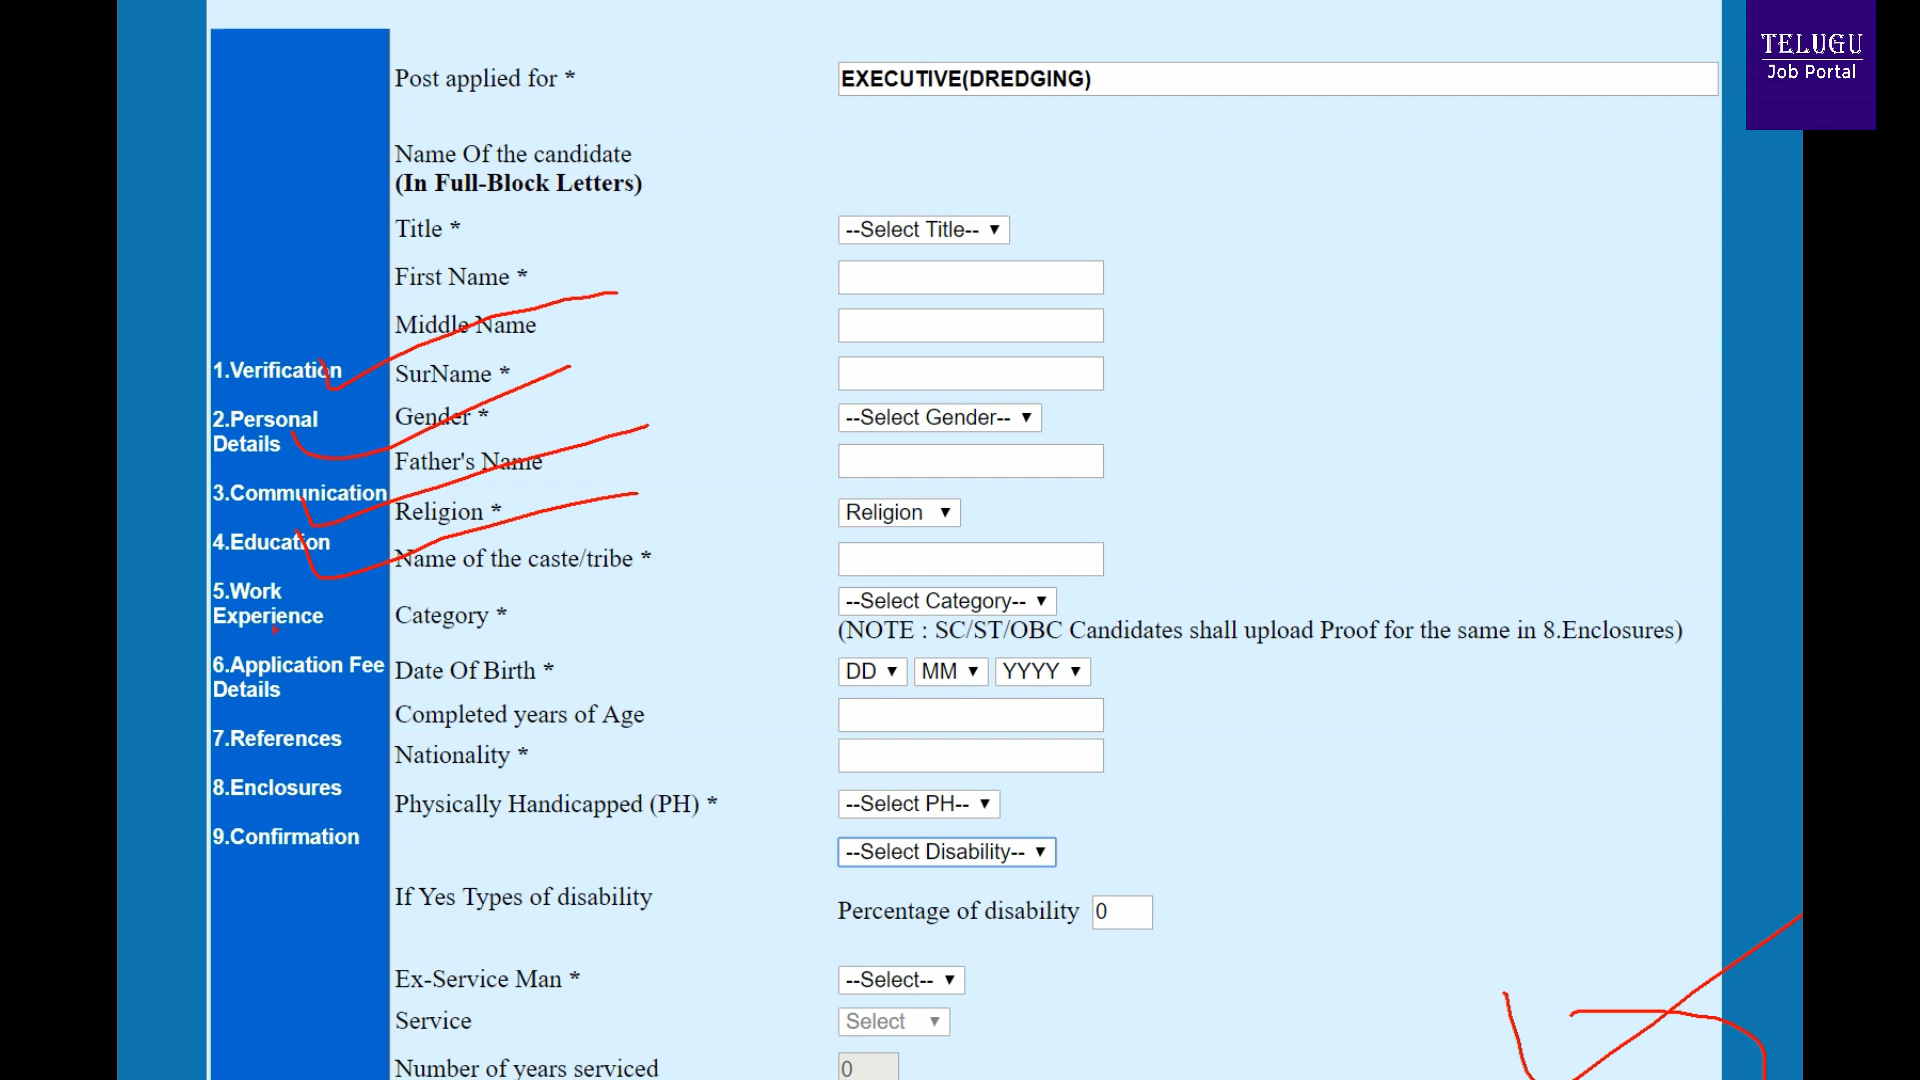 TELUGU
Job Portal
Post applied for * EXECUTIVE(DREDGING)
Name Of the candidate
(In Full-Block Letters)
Title * --Select Title--
First Name *
Middle Name
SurName *
Gender * --Select Gender--
Father's Name
Religion * Religion
Name of the caste/tribe *
Category * --Select Category--
(NOTE : SC/ST/OBC Candidates shall upload Proof for the same in 8.Enclosures)
Date Of Birth * DD MM YYYY
Completed years of Age
Nationality *
Physically Handicapped (PH) * --Select PH--
--Select Disability--
If Yes Types of disability
Percentage of disability 0
Ex-Service Man * --Select--
Service Select
Number of years serviced 0
1.Verification
2.Personal
Details
3.Communication
4.Education
5.Work
Experience
6.Application Fee
Details
7.References
8.Enclosures
9.Confirmation